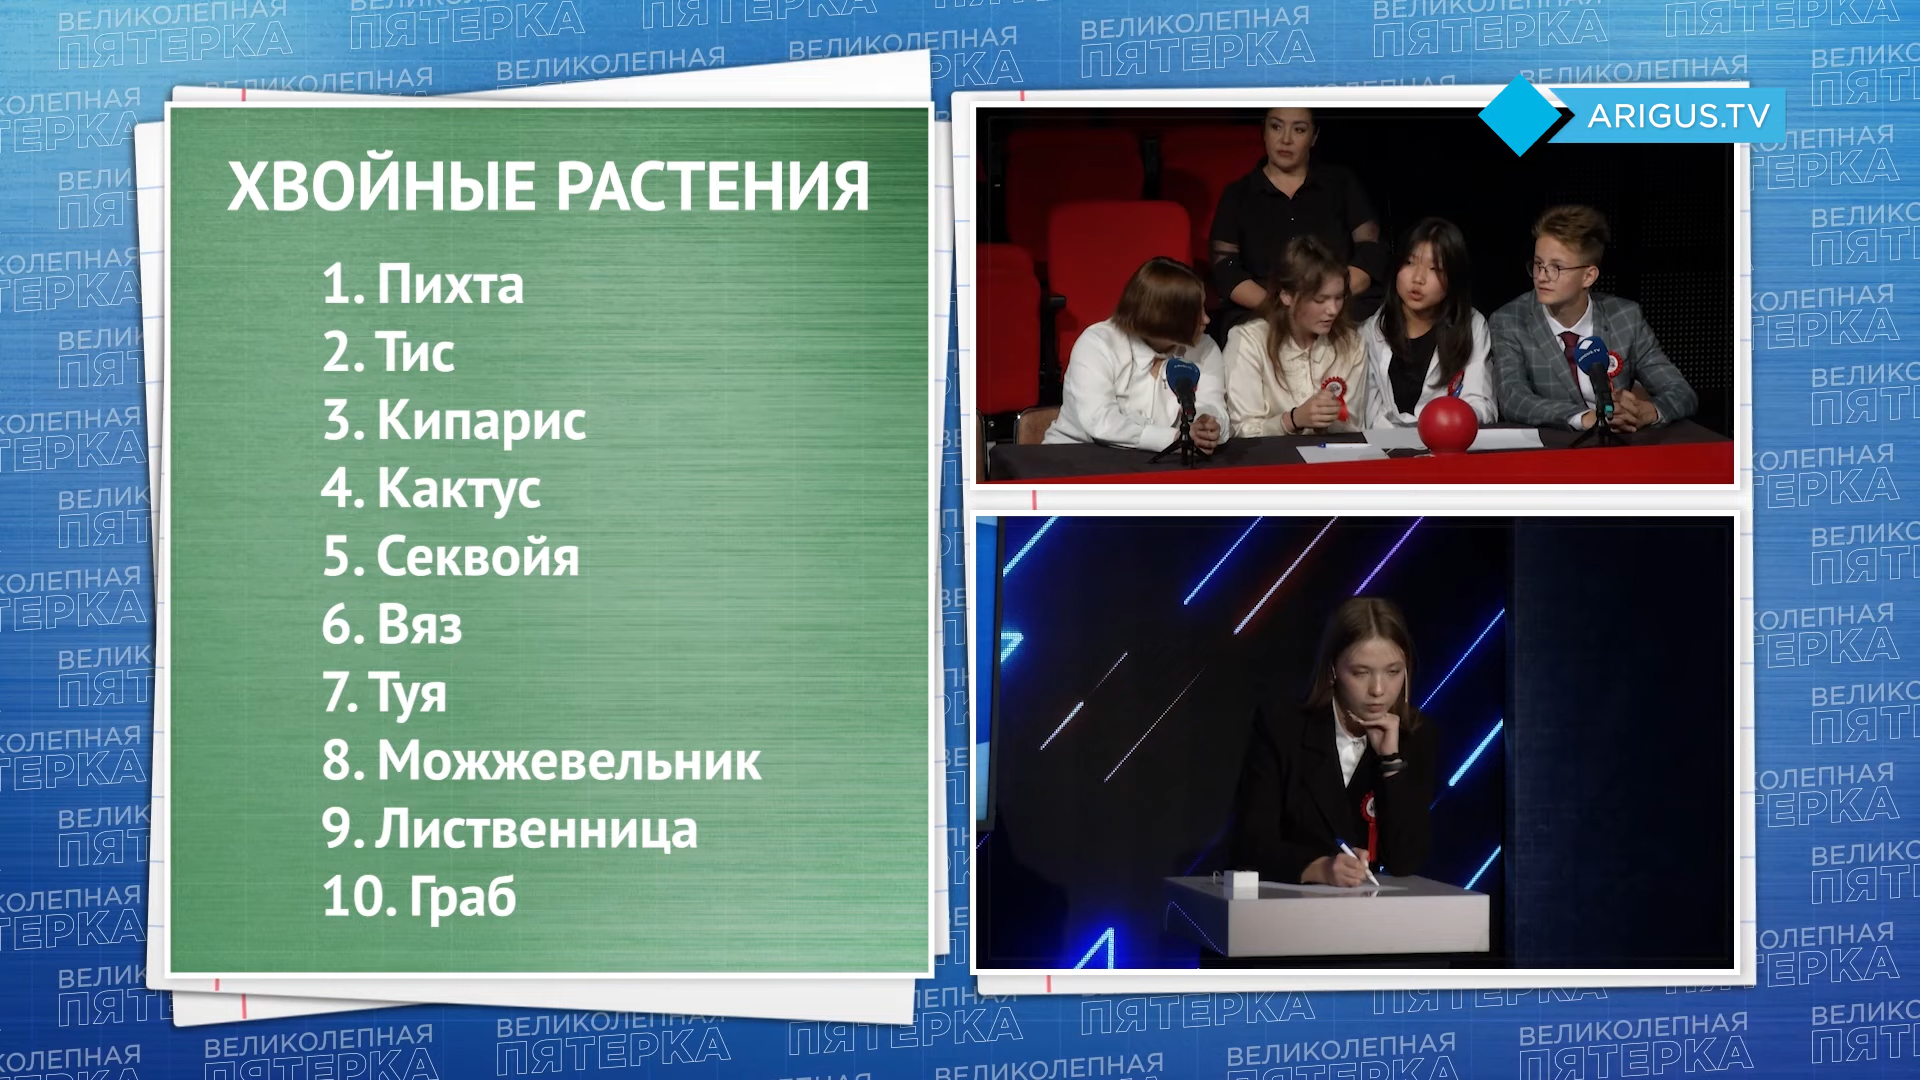 ВЕЛИКОЛЕПНАЯ
ПЯТЕРКА
ARIGUS.TV
ХВОЙНЫЕ РАСТЕНИЯ
1. Пихта
2. Тис
3. Кипарис
4. Кактус
5. Секвойя
6. Вяз
7. Туя
8. Можжевельник
9. Лиственница
10. Граб